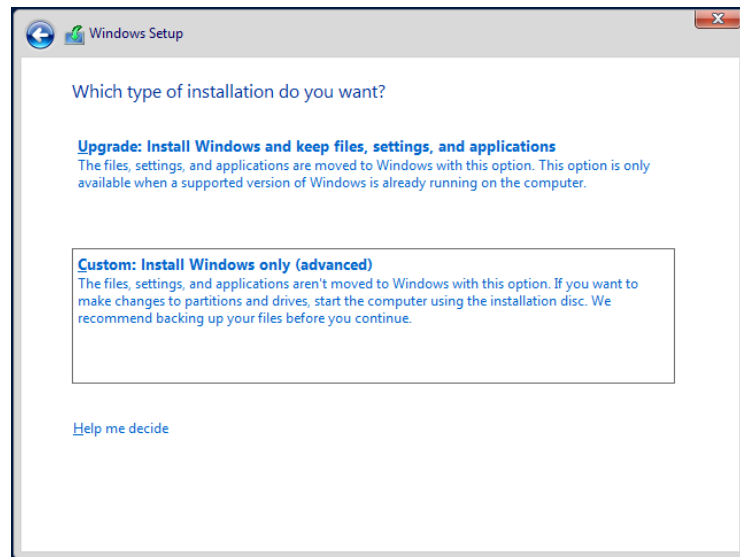 Windows Setup
Which type of installation do you want?
Upgrade: Install Windows and keep files, settings, and applications
The files, settings, and applications are moved to Windows with this option. This option is only
available when a supported version of Windows is already running on the computer.
Custom: Install Windows only (advanced)
The files, settings, and applications aren't moved to Windows with this option. If you want to
make changes to partitions and drives, start the computer using the installation disc. We
recommend backing up your files before you continue.
Help me decide